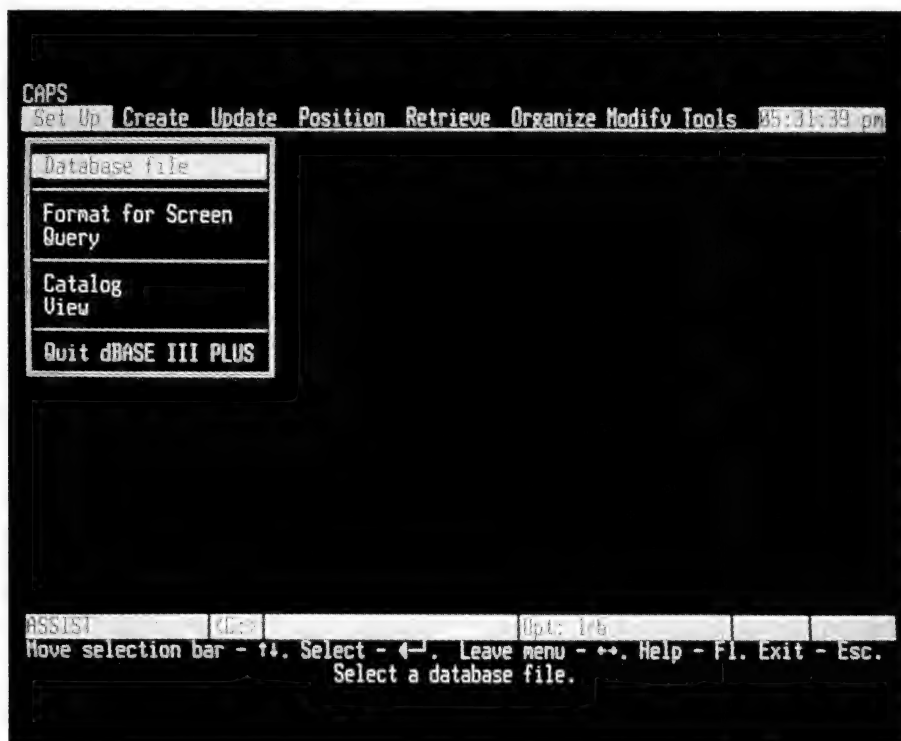 CAPS
Set Up Create Update Position Retrieve Organize Modify Tools 05:31:39 pm
Database file
Format for Screen
Query
Catalog
View
Quit dBASE III PLUS
ASSIST <C:> Opt: 1/6
Move selection bar - ↑↓. Select - ←┘. Leave menu - ↔. Help - F1. Exit - Esc.
Select a database file.